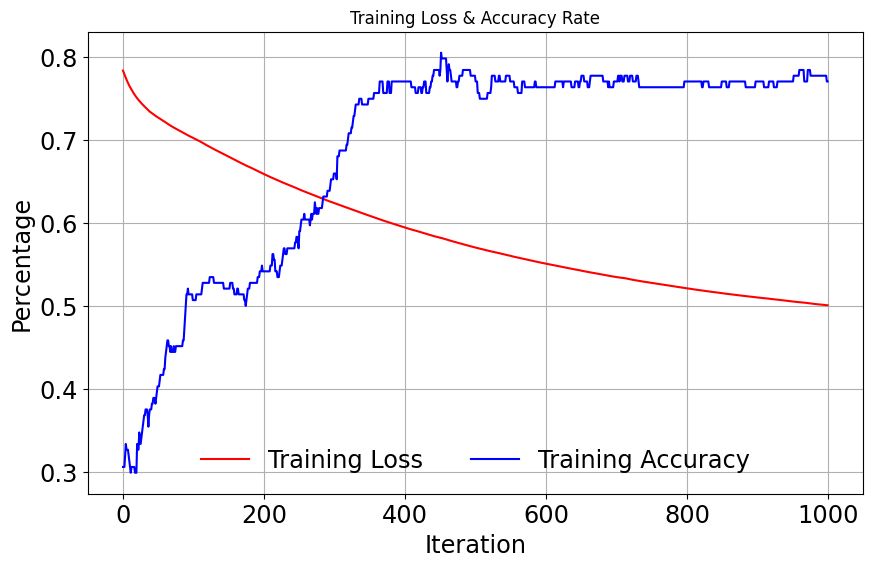 Training Loss & Accuracy Rate
0.8
0.7
0.6
0.5
0.4
0.3
Percentage
Training Loss Training Accuracy
0 200 400 600 800 1000
Iteration